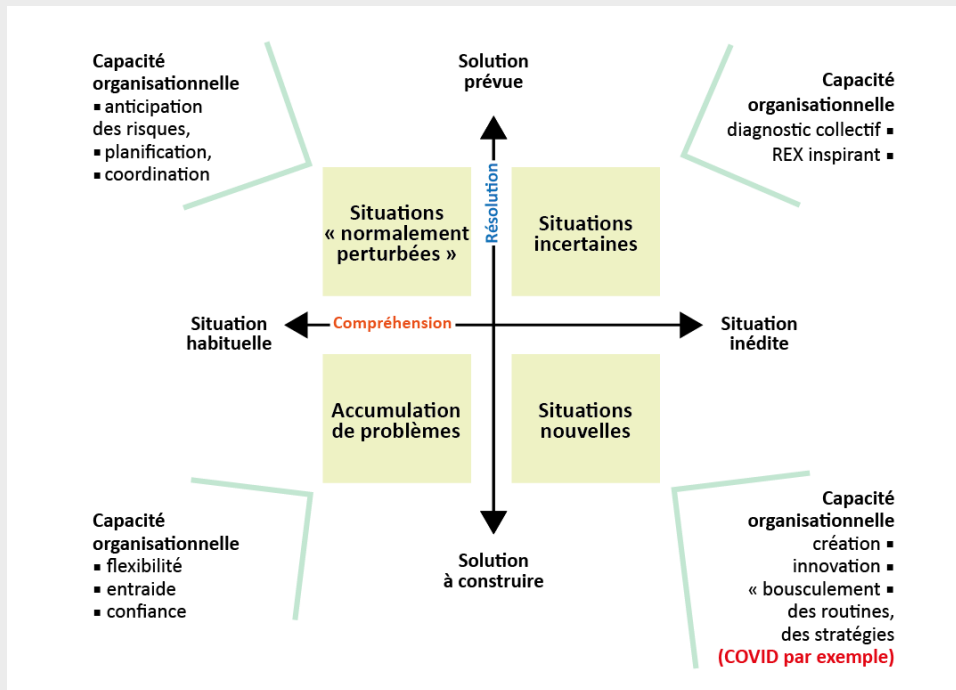 Capacité
organisationnelle
▪ anticipation
des risques,
▪ planification,
▪ coordination
Solution
prévue
Capacité
organisationnelle
diagnostic collectif ▪
REX inspirant ▪
Résolution
Situations
« normalement
perturbées »
Situations
incertaines
Situation
habituelle
Compréhension
Situation
inédite
Accumulation
de problèmes
Situations
nouvelles
Capacité
organisationnelle
▪ flexibilité
▪ entraide
▪ confiance
Solution
à construire
Capacité
organisationnelle
création ▪
innovation ▪
« bousculement ▪
des routines,
des stratégies
(COVID par exemple)